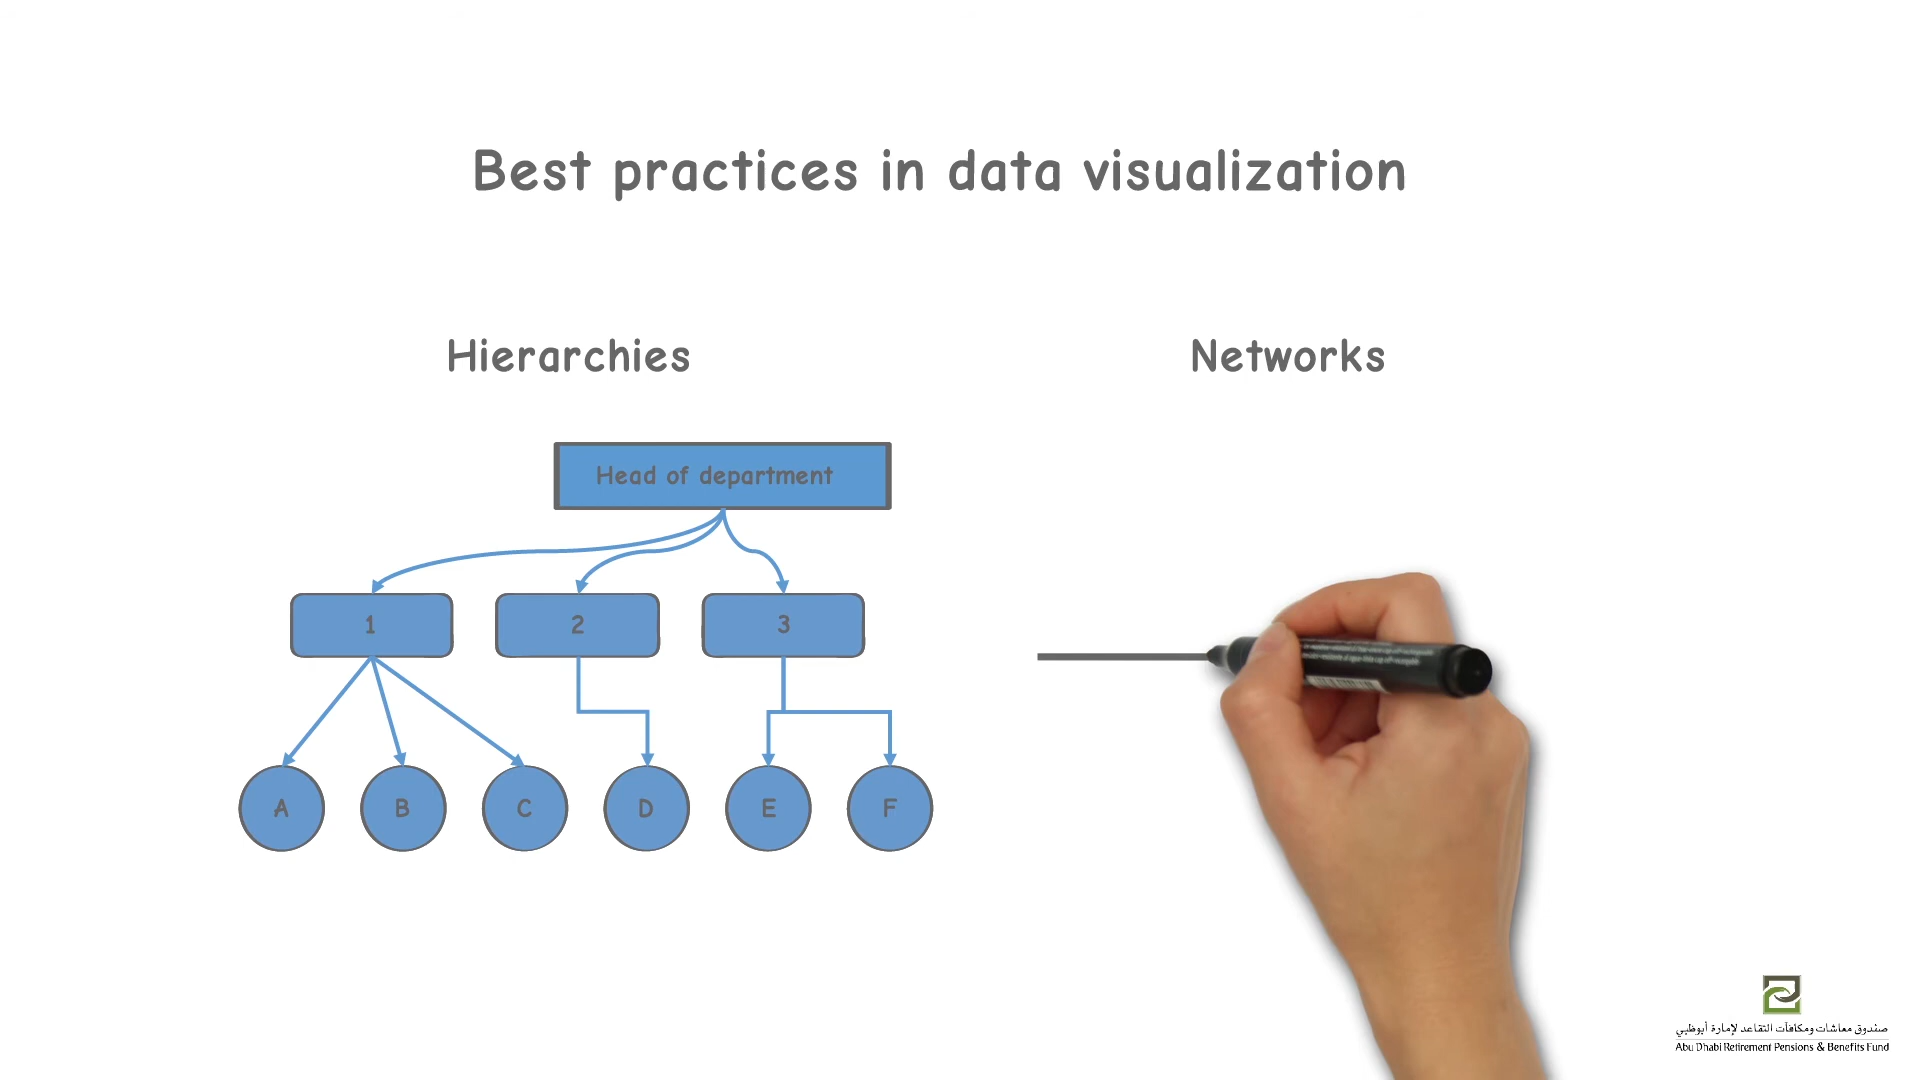 Best practices in data visualization
Hierarchies
Networks
Head of department
1
2
3
A
B
C
D
E
F
صندوق معاشات ومكافآت التقاعد لإمارة أبوظبي
Abu Dhabi Retirement Pensions & Benefits Fund